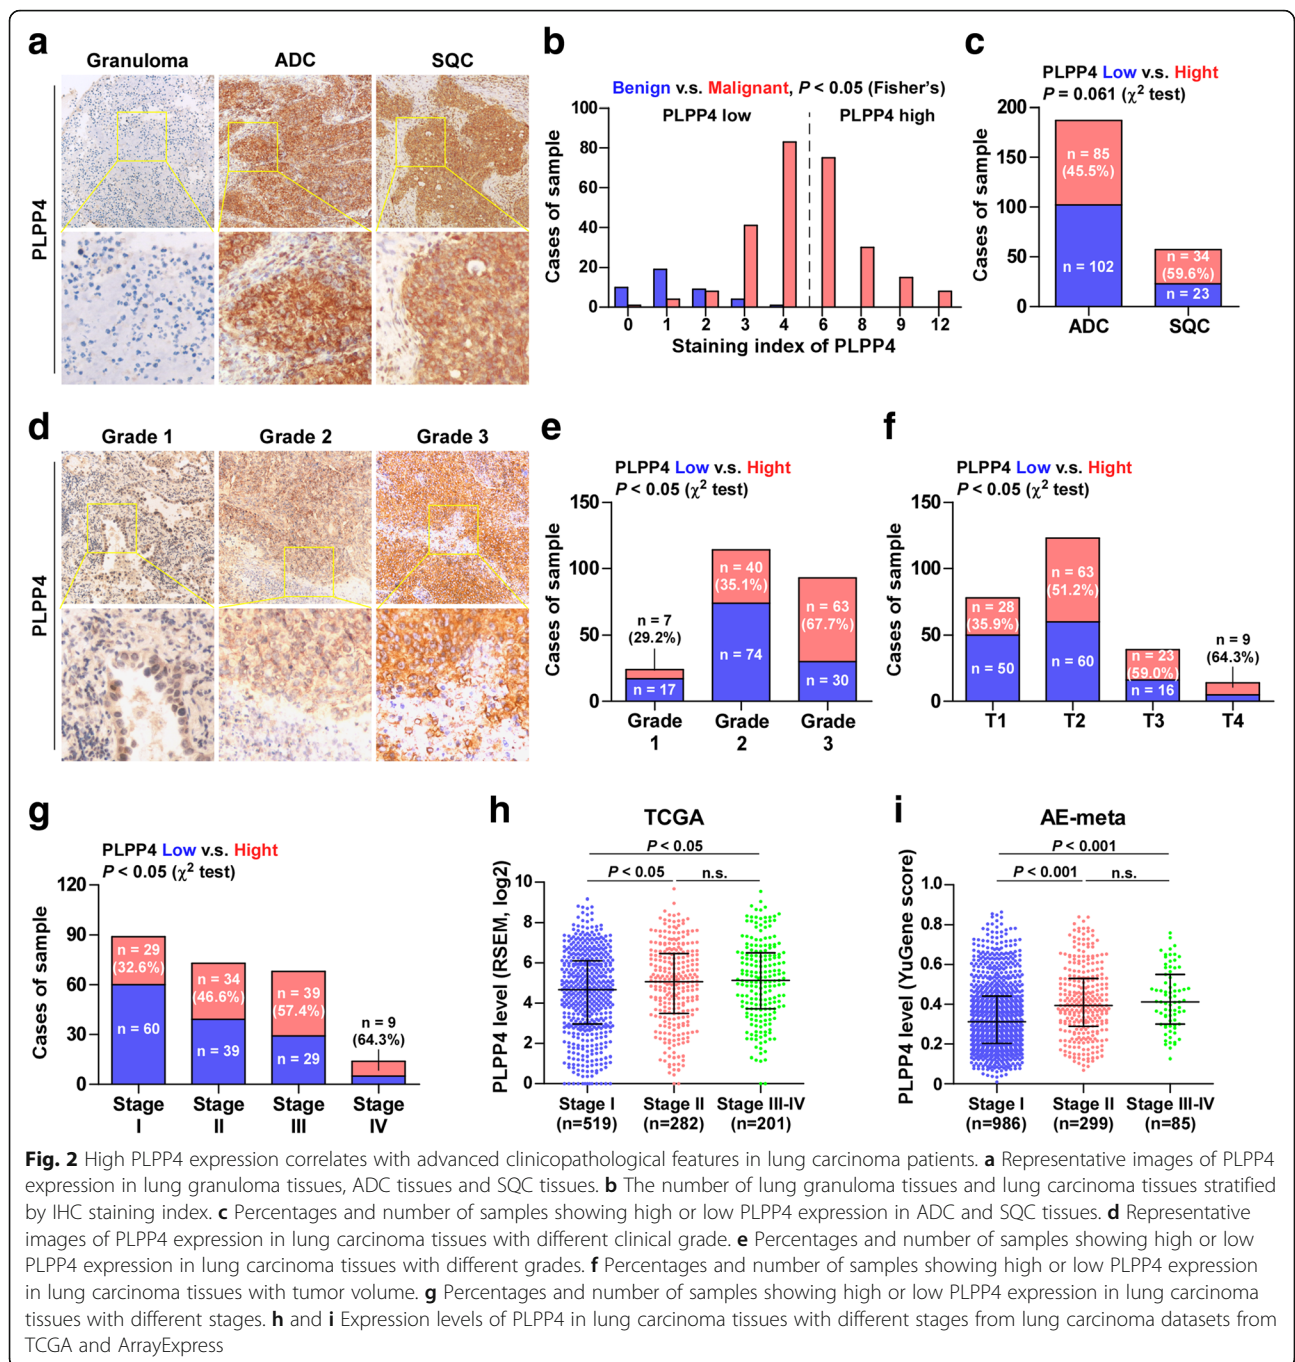 a
Granuloma
ADC
SQC
PLPP4
b
Benign v.s. Malignant, P < 0.05 (Fisher's)
PLPP4 low
PLPP4 high
Cases of sample
100
80
60
40
20
0
0 1 2 3 4 6 8 9 12
Staining index of PLPP4
c
PLPP4 Low v.s. Hight
P = 0.061 (χ² test)
Cases of sample
200
150
100
50
0
n = 85
(45.5%)
n = 102
n = 34
(59.6%)
n = 23
ADC SQC
d
Grade 1
Grade 2
Grade 3
PLPP4
e
PLPP4 Low v.s. Hight
P < 0.05 (χ² test)
Cases of sample
150
100
50
0
n = 7
(29.2%)
n = 17
n = 40
(35.1%)
n = 74
n = 63
(67.7%)
n = 30
Grade Grade Grade
1 2 3
f
PLPP4 Low v.s. Hight
P < 0.05 (χ² test)
Cases of sample
150
100
50
0
n = 28
(35.9%)
n = 50
n = 63
(51.2%)
n = 60
n = 23
(59.0%)
n = 16
n = 9
(64.3%)
T1 T2 T3 T4
g
PLPP4 Low v.s. Hight
P < 0.05 (χ² test)
Cases of sample
120
90
60
30
0
n = 29
(32.6%)
n = 60
n = 34
(46.6%)
n = 39
n = 39
(57.4%)
n = 29
n = 9
(64.3%)
Stage Stage Stage Stage
I II III IV
h
TCGA
P < 0.05
P < 0.05
n.s.
PLPP4 level (RSEM, log2)
10
8
6
4
2
0
Stage I Stage II Stage III-IV
(n=519) (n=282) (n=201)
i
AE-meta
P < 0.001
P < 0.001
n.s.
PLPP4 level (YuGene score)
1.0
0.8
0.6
0.4
0.2
0
Stage I Stage II Stage III-IV
(n=986) (n=299) (n=85)
Fig. 2 High PLPP4 expression correlates with advanced clinicopathological features in lung carcinoma patients. a Representative images of PLPP4
expression in lung granuloma tissues, ADC tissues and SQC tissues. b The number of lung granuloma tissues and lung carcinoma tissues stratified
by IHC staining index. c Percentages and number of samples showing high or low PLPP4 expression in ADC and SQC tissues. d Representative
images of PLPP4 expression in lung carcinoma tissues with different clinical grade. e Percentages and number of samples showing high or low
PLPP4 expression in lung carcinoma tissues with different grades. f Percentages and number of samples showing high or low PLPP4 expression
in lung carcinoma tissues with tumor volume. g Percentages and number of samples showing high or low PLPP4 expression in lung carcinoma
tissues with different stages. h and i Expression levels of PLPP4 in lung carcinoma tissues with different stages from lung carcinoma datasets from
TCGA and ArrayExpress